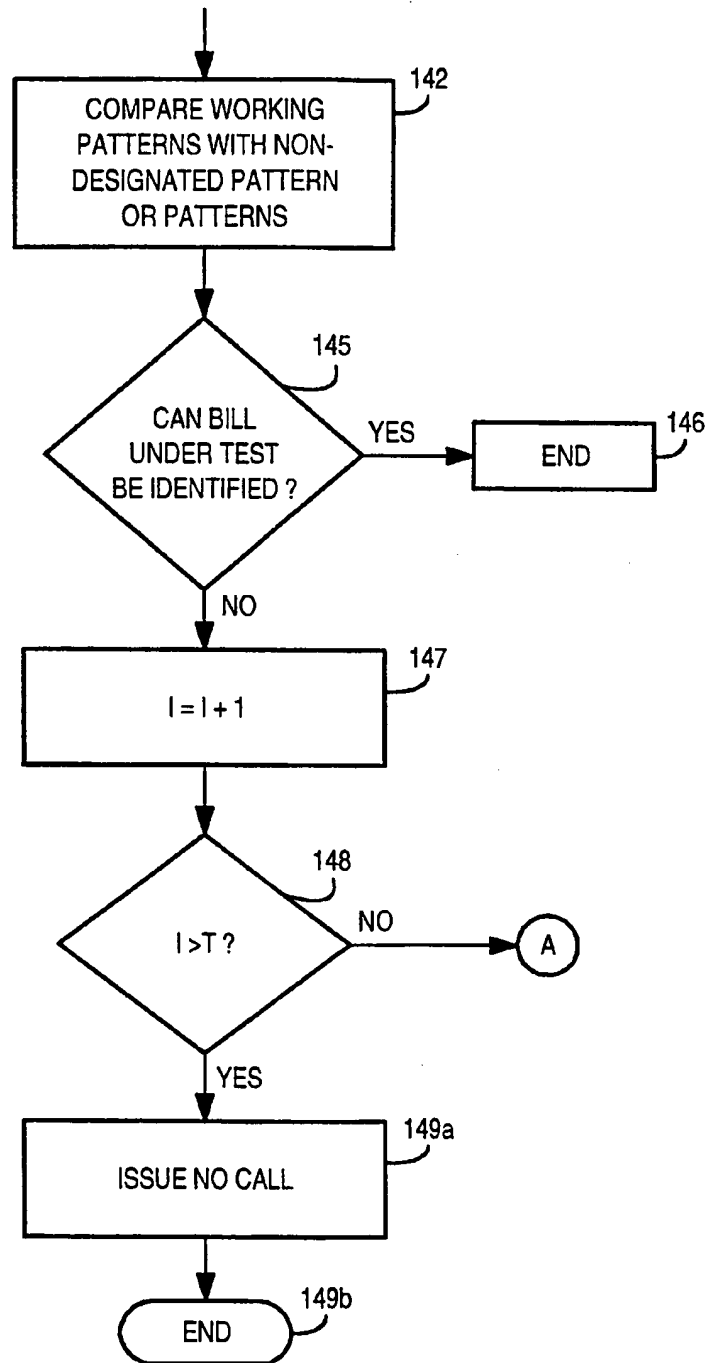 142
COMPARE WORKING
PATTERNS WITH NON-
DESIGNATED PATTERN
OR PATTERNS
145
CAN BILL
UNDER TEST
BE IDENTIFIED ?
YES
146
END
NO
147
I = I + 1
148
I >T ?
NO
A
YES
149a
ISSUE NO CALL
149b
END